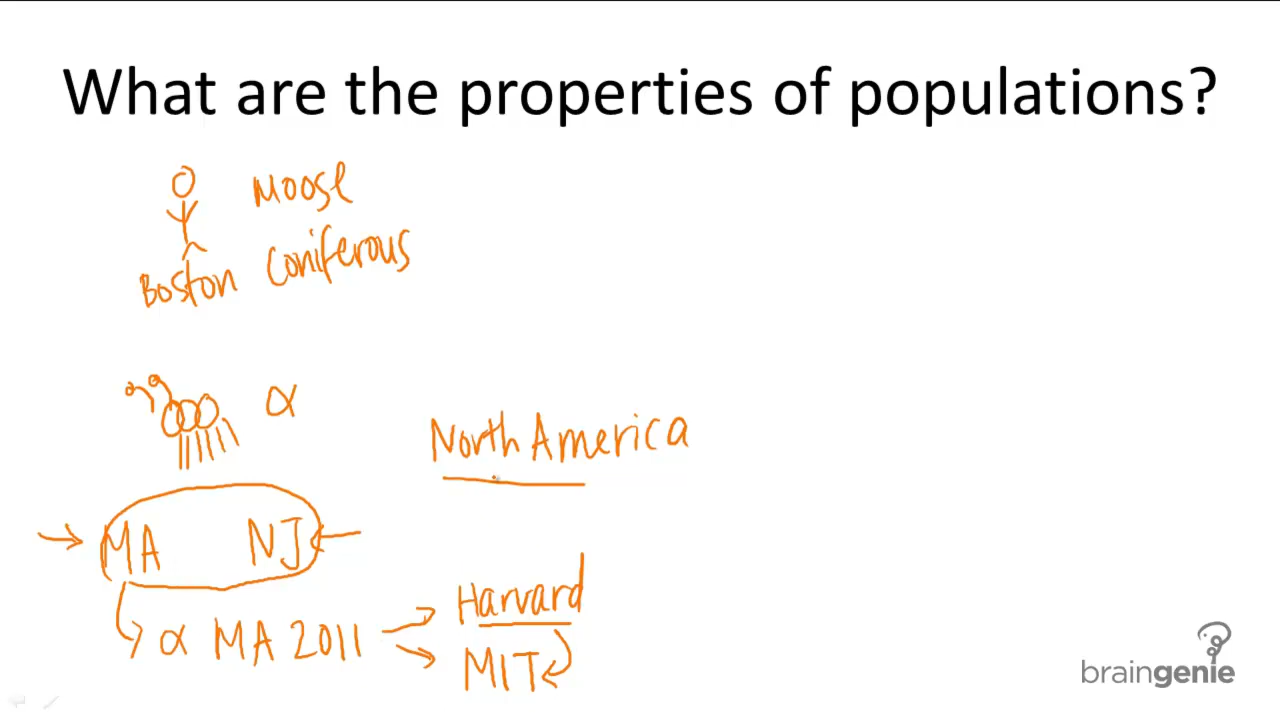 What are the properties of populations?
Moose
Boston Coniferous
α
North America
MA NJ
α MA 2011
Harvard
MIT
braingenie